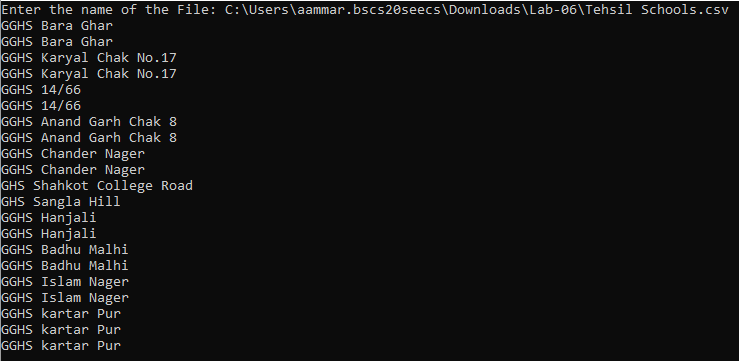 Enter the name of the File: C:\Users\aammar.bscs20seecs\Downloads\Lab-06\Tehsil Schools.csv
GGHS Bara Ghar
GGHS Bara Ghar
GGHS Karyal Chak No.17
GGHS Karyal Chak No.17
GGHS 14/66
GGHS 14/66
GGHS Anand Garh Chak 8
GGHS Anand Garh Chak 8
GGHS Chander Nager
GGHS Chander Nager
GHS Shahkot College Road
GHS Sangla Hill
GGHS Hanjali
GGHS Hanjali
GGHS Badhu Malhi
GGHS Badhu Malhi
GGHS Islam Nager
GGHS Islam Nager
GGHS kartar Pur
GGHS kartar Pur
GGHS kartar Pur